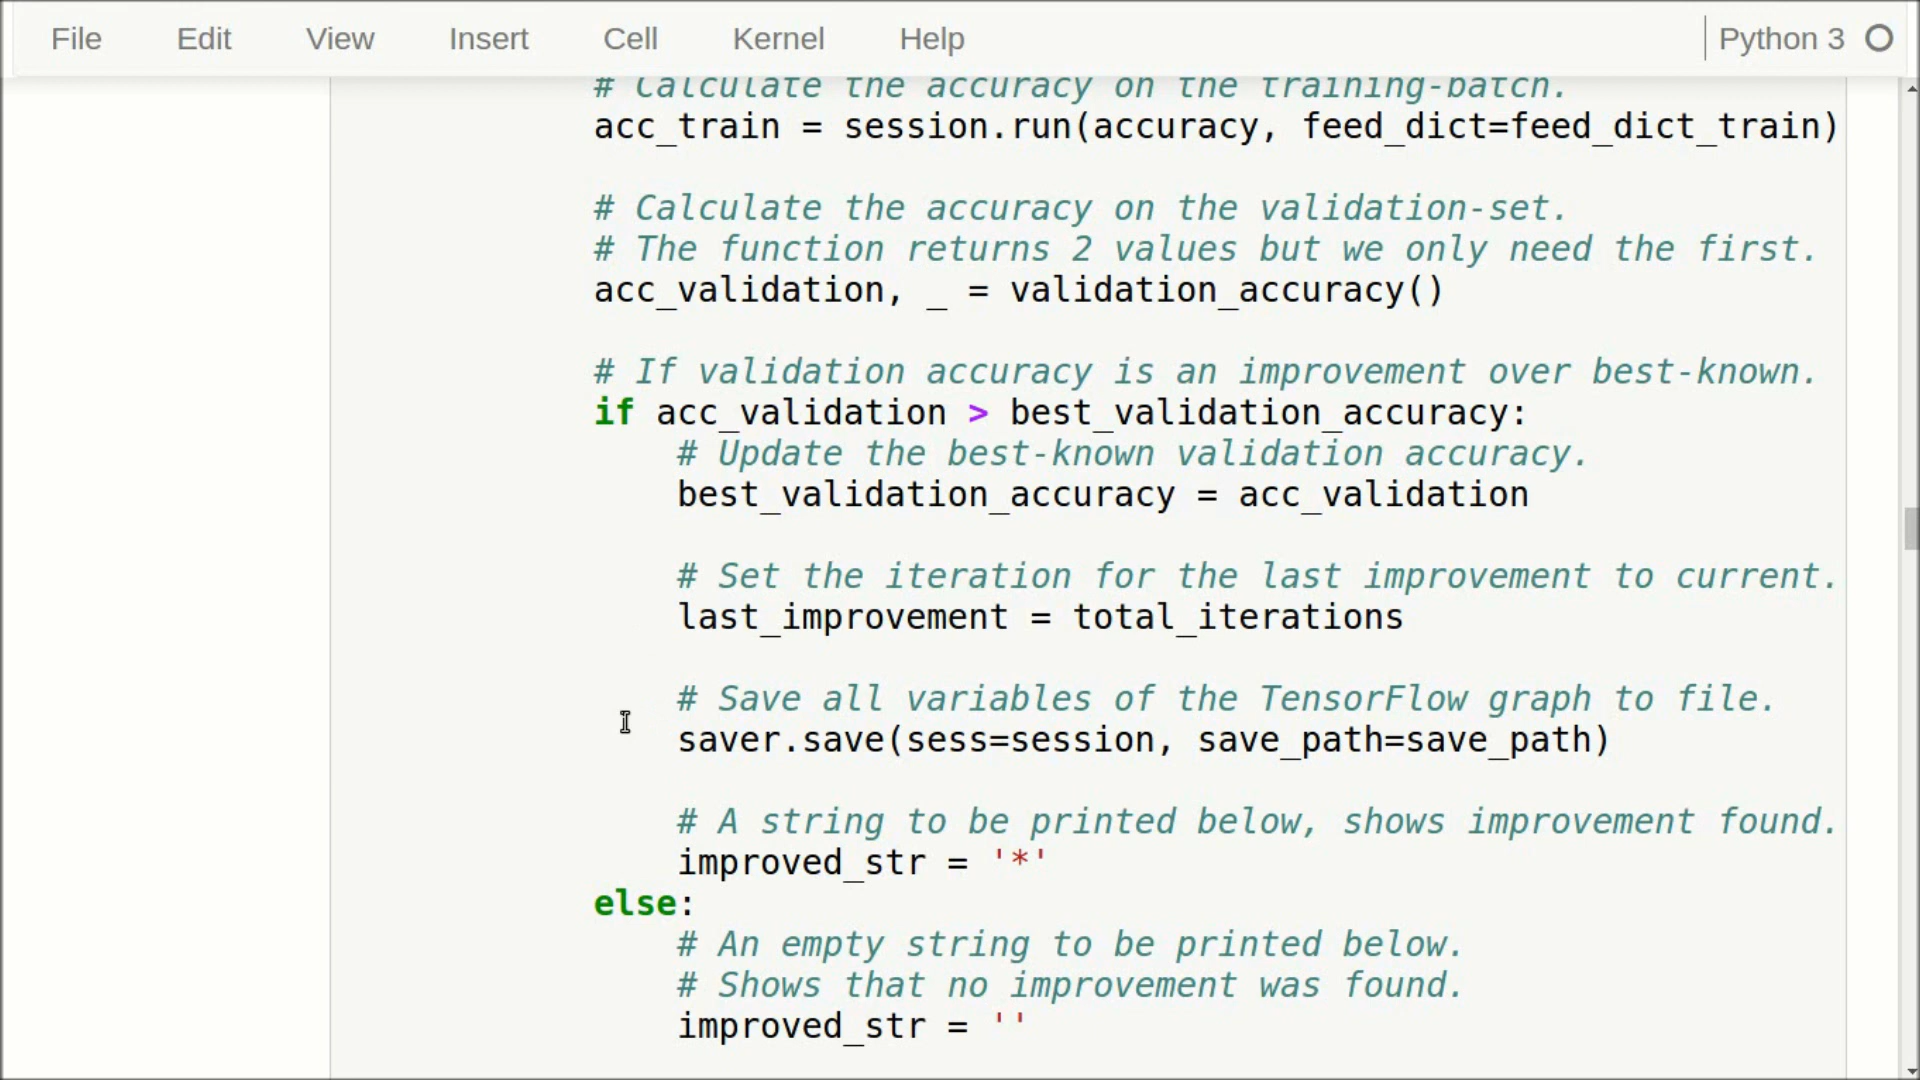 File Edit View Insert Cell Kernel Help Python 3
# Calculate the accuracy on the training-batch.
acc_train = session.run(accuracy, feed_dict=feed_dict_train)
# Calculate the accuracy on the validation-set.
# The function returns 2 values but we only need the first.
acc_validation, _ = validation_accuracy()
# If validation accuracy is an improvement over best-known.
if acc_validation > best_validation_accuracy:
# Update the best-known validation accuracy.
best_validation_accuracy = acc_validation
# Set the iteration for the last improvement to current.
last_improvement = total_iterations
# Save all variables of the TensorFlow graph to file.
saver.save(sess=session, save_path=save_path)
# A string to be printed below, shows improvement found.
improved_str = '*'
else:
# An empty string to be printed below.
# Shows that no improvement was found.
improved_str = ''